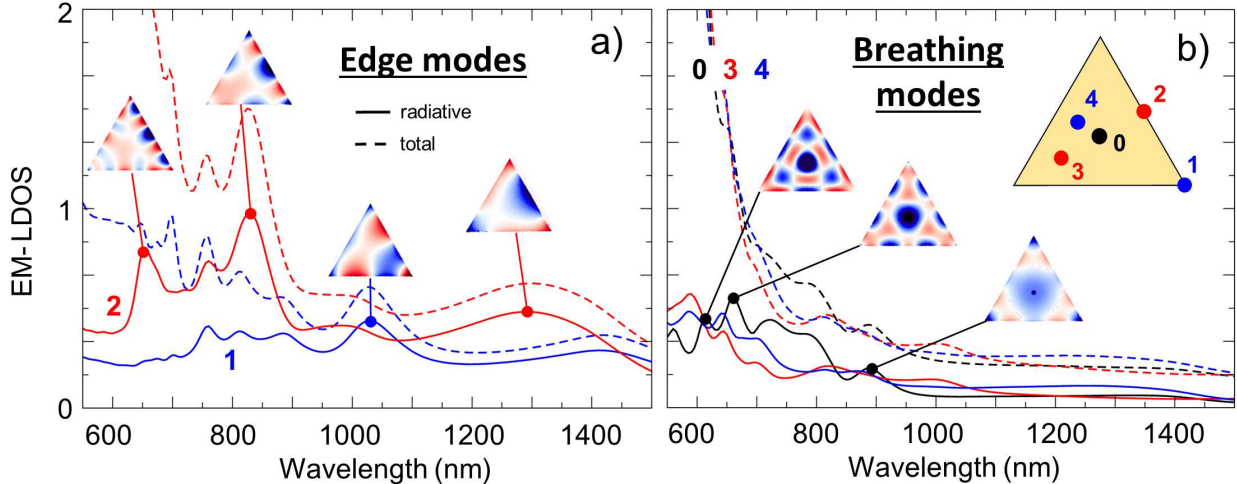 2
1
0
EM-LDOS
a)
Edge modes
radiative
total
2
1
600
800
1000
1200
1400
Wavelength (nm)
b)
Breathing
modes
0 3 4
4
2
0
3
1
600
800
1000
1200
1400
Wavelength (nm)